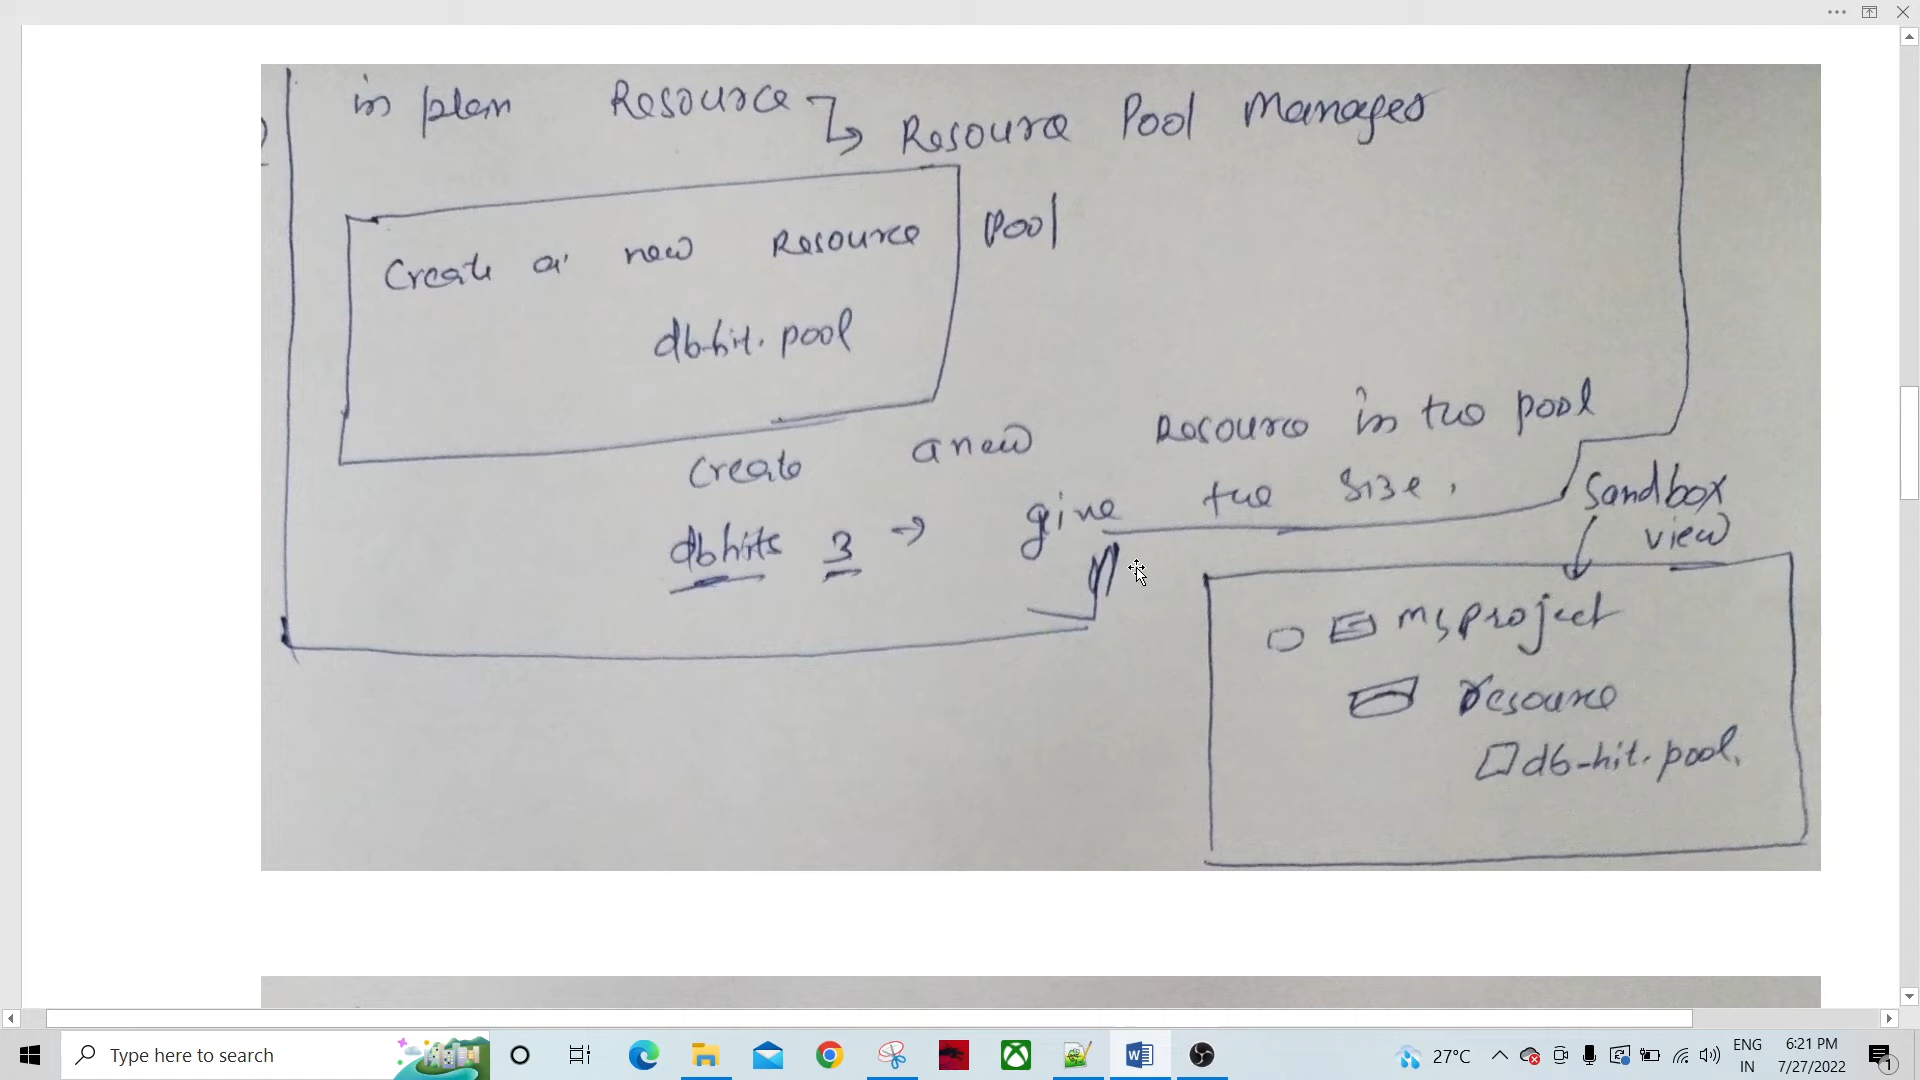 in plan Resource → Resource Pool Manager
Create a new Resource Pool
db-hit.pool
create a new Resource in the pool
dbhits 3 → give the size.
Sandbox
view
myproject
resource
db-hit.pool.
Type here to search
27°C
ENG
IN
6:21 PM
7/27/2022
1